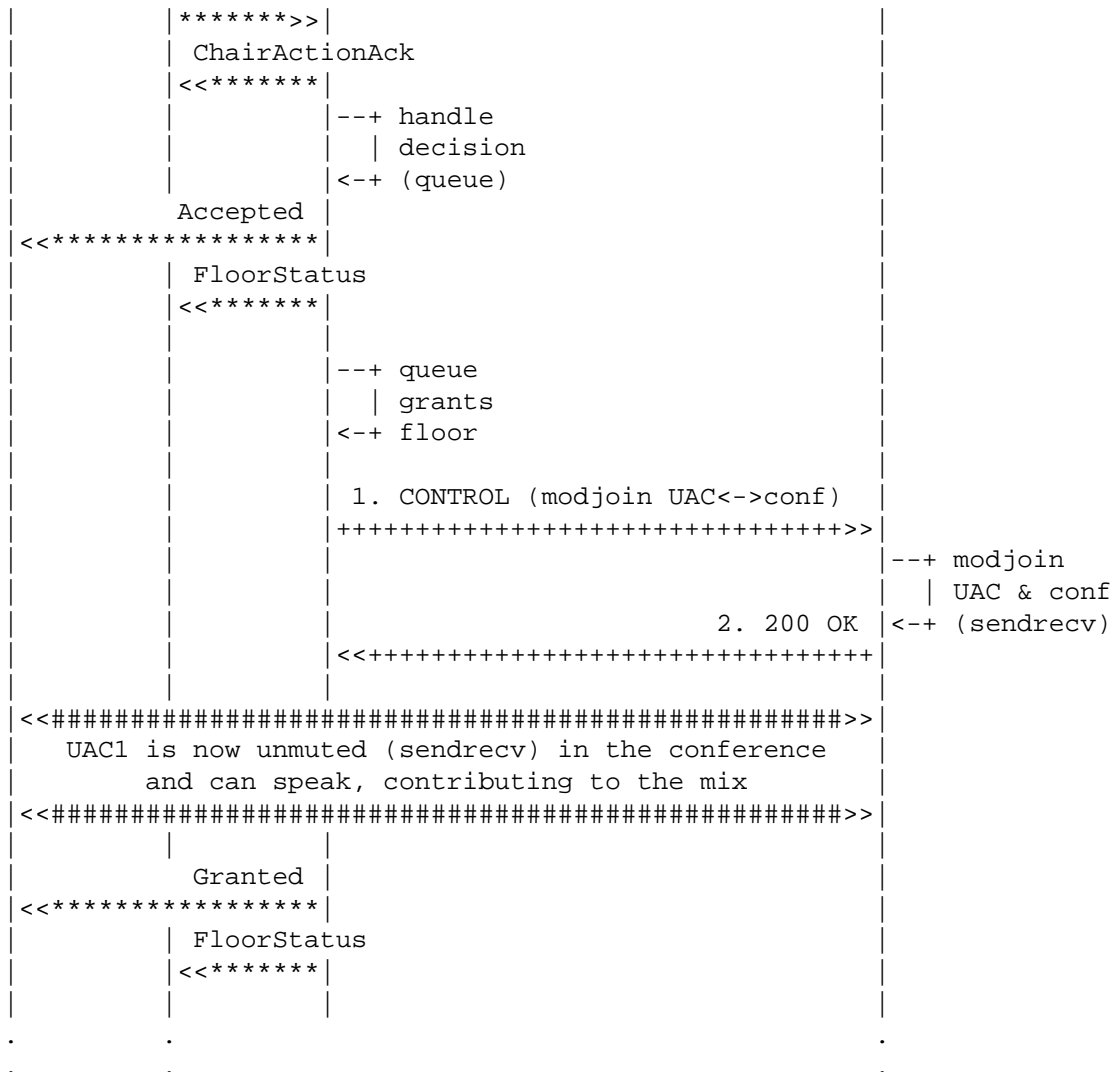 |         |*******>>|                                  |
|         | ChairActionAck                             |
|         |<<*******|                                  |
|         |         |--+ handle                        |
|         |         |  | decision                      |
|         |         |<-+ (queue)                       |
|          Accepted |                                  |
|<<*****************|                                  |
|         | FloorStatus                                |
|         |<<*******|                                  |
|         |         |                                  |
|         |         |--+ queue                         |
|         |         |  | grants                        |
|         |         |<-+ floor                         |
|         |         |                                  |
|         |         | 1. CONTROL (modjoin UAC<->conf)  |
|         |         |++++++++++++++++++++++++++++++++>>|
|         |         |                                  |--+ modjoin
|         |         |                                  |  | UAC & conf
|         |         |                        2. 200 OK |<-+ (sendrecv)
|         |         |<<++++++++++++++++++++++++++++++++|
|         |         |                                  |
|<<##################################################>>|
|   UAC1 is now unmuted (sendrecv) in the conference   |
|        and can speak, contributing to the mix        |
|<<##################################################>>|
|         |         |                                  |
|           Granted |                                  |
|<<*****************|                                  |
|         | FloorStatus                                |
|         |<<*******|                                  |
|         |         |                                  |
.         .                                            .
.         .                                            .